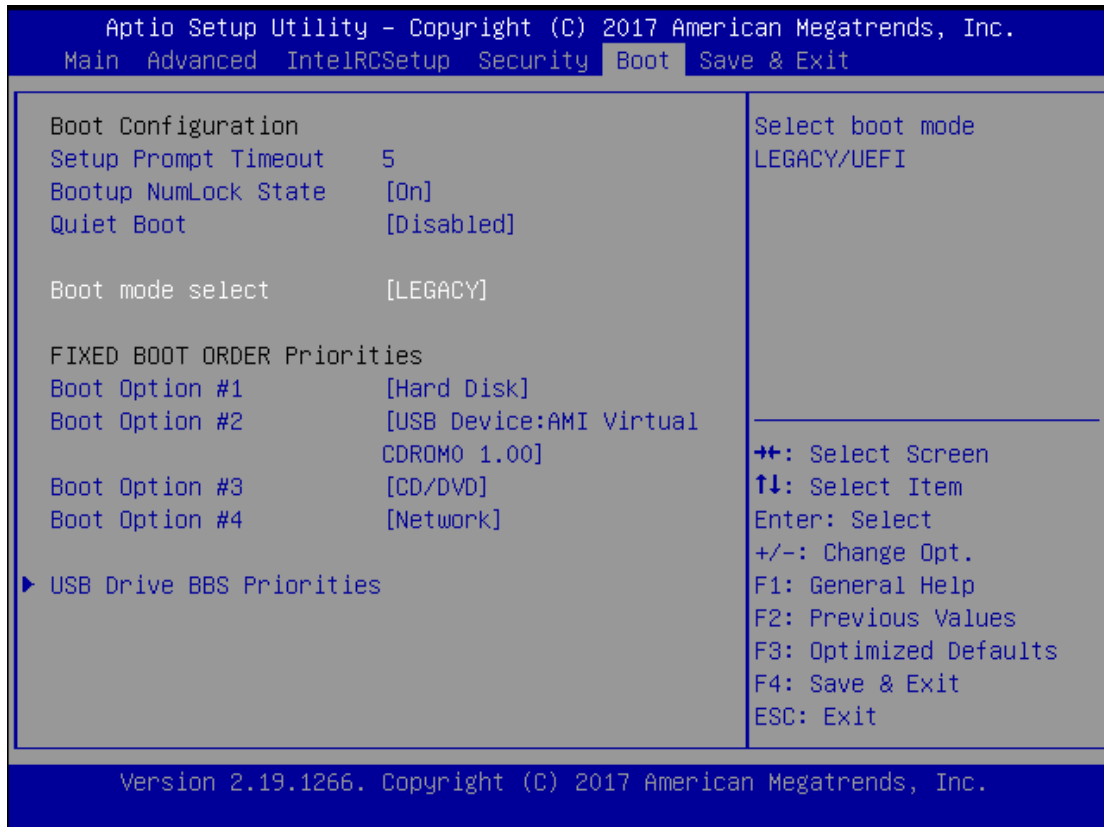 Aptio Setup Utility – Copyright (C) 2017 American Megatrends, Inc.
Main Advanced IntelRCSetup Security Boot Save & Exit
Boot Configuration
Setup Prompt Timeout 5
Bootup NumLock State [On]
Quiet Boot [Disabled]
Boot mode select [LEGACY]
FIXED BOOT ORDER Priorities
Boot Option #1 [Hard Disk]
Boot Option #2 [USB Device:AMI Virtual
CDROM0 1.00]
Boot Option #3 [CD/DVD]
Boot Option #4 [Network]
▶ USB Drive BBS Priorities
Select boot mode
LEGACY/UEFI
→←: Select Screen
↑↓: Select Item
Enter: Select
+/-: Change Opt.
F1: General Help
F2: Previous Values
F3: Optimized Defaults
F4: Save & Exit
ESC: Exit
Version 2.19.1266. Copyright (C) 2017 American Megatrends, Inc.